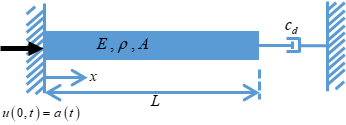 E , ρ , A
c_d
x
L
u(0,t) = a(t)